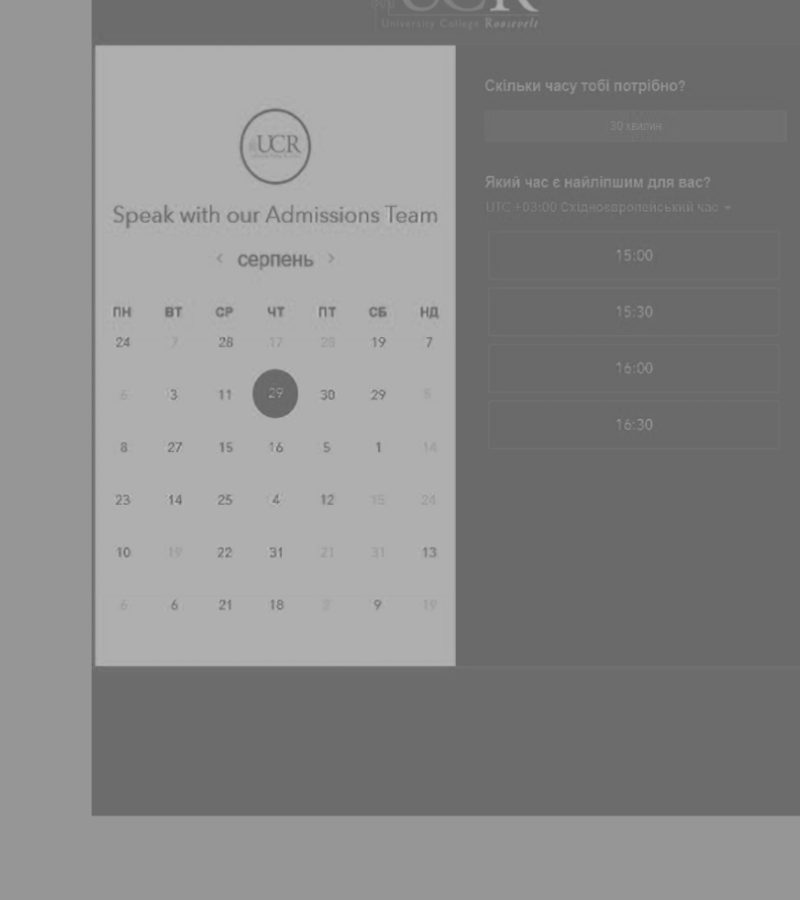 UCR
University College Roosevelt
UCR
Speak with our Admissions Team
‹ серпень ›
ПН ВТ СР ЧТ ПТ СБ НД
24 7 28 17 28 19 7
6 3 11 29 30 29 5
8 27 15 16 5 1 14
23 14 25 4 12 15 24
10 19 22 31 21 31 13
6 6 21 18 2 9 19
Скільки часу тобі потрібно?
30 хвилин
Який час є найліпшим для вас?
UTC +03:00 Східноєвропейський час
15:00
15:30
16:00
16:30